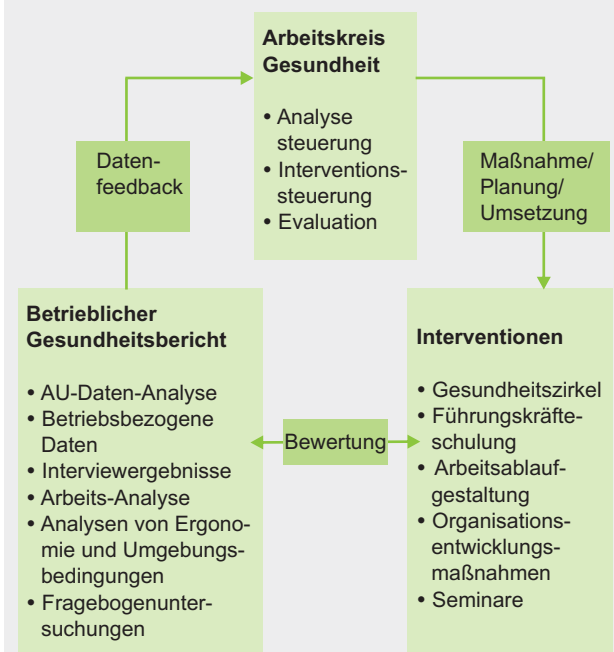 Arbeitskreis
Gesundheit
• Analyse
steuerung
• Interventions-
steuerung
• Evaluation
Daten-
feedback
Maßnahme/
Planung/
Umsetzung
Betrieblicher
Gesundheitsbericht
• AU-Daten-Analyse
• Betriebsbezogene
Daten
• Interviewergebnisse
• Arbeits-Analyse
• Analysen von Ergono-
mie und Umgebungs-
bedingungen
• Fragebogenunter-
suchungen
Bewertung
Interventionen
• Gesundheitszirkel
• Führungskräfte-
schulung
• Arbeitsablauf-
gestaltung
• Organisations-
entwicklungs-
maßnahmen
• Seminare